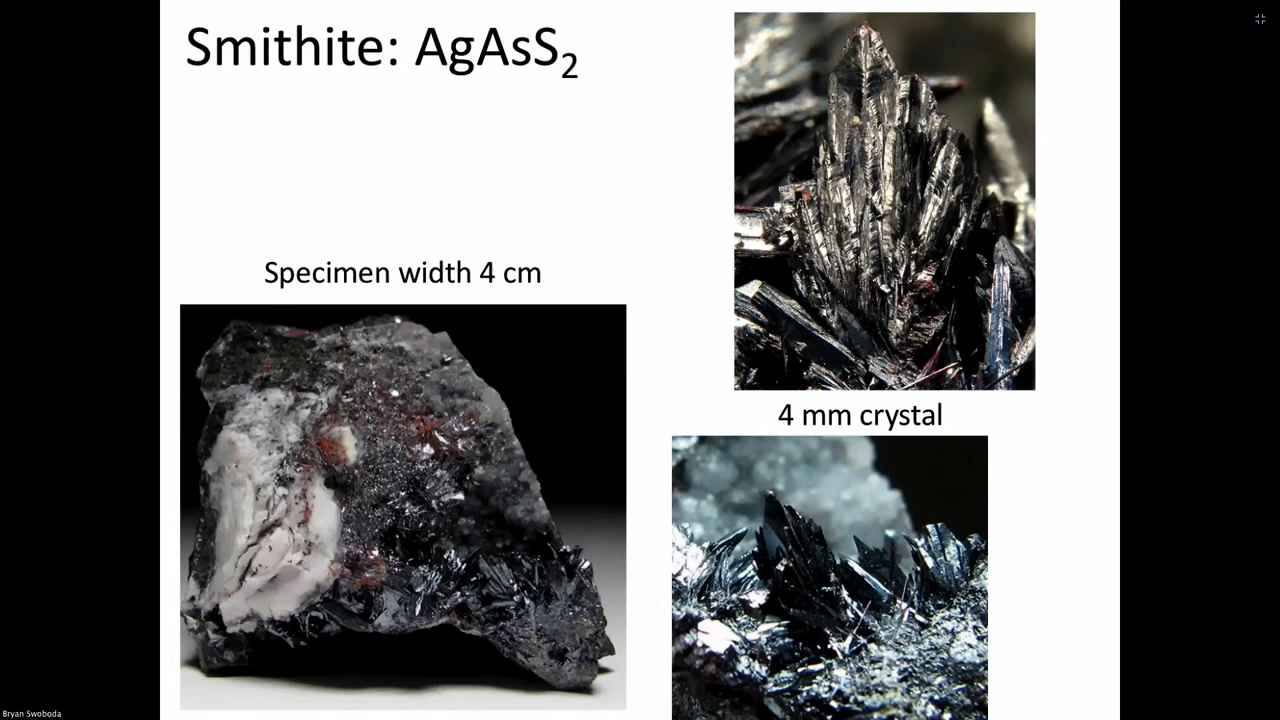 Smithite: AgAsS₂
Specimen width 4 cm
4 mm crystal
Bryan Swoboda